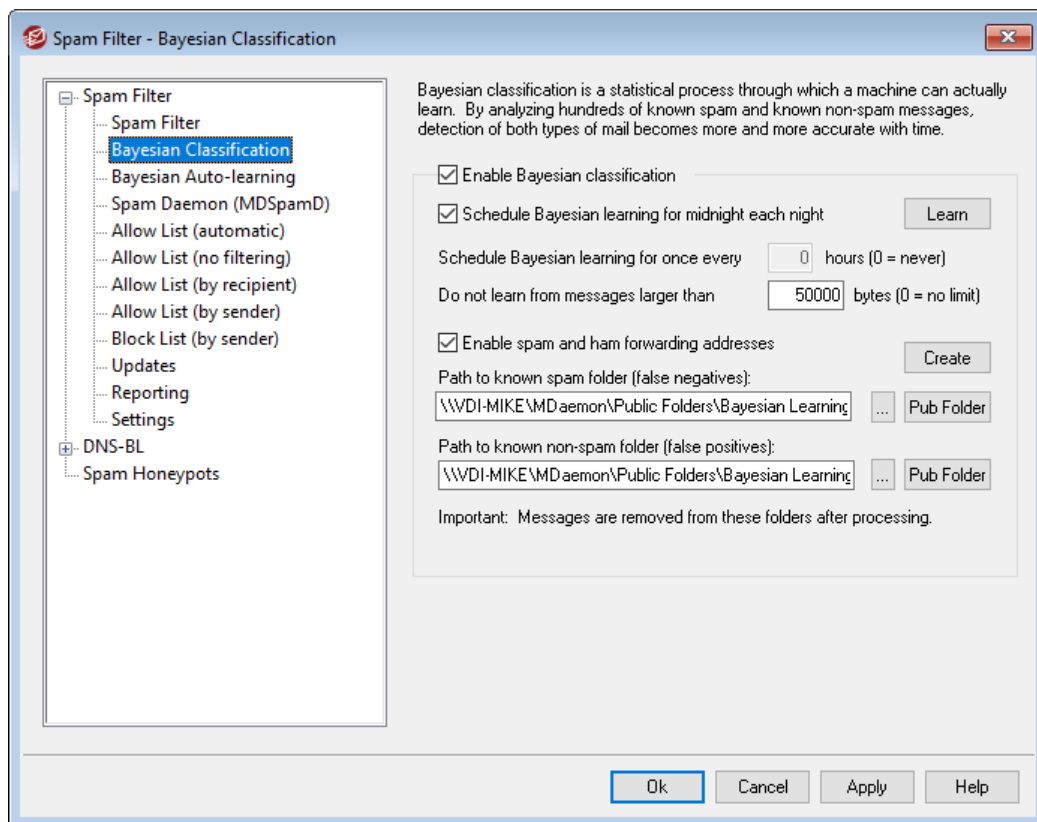 Spam Filter - Bayesian Classification
Spam Filter
Spam Filter
Bayesian Classification
Bayesian Auto-learning
Spam Daemon (MDSpamD)
Allow List (automatic)
Allow List (no filtering)
Allow List (by recipient)
Allow List (by sender)
Block List (by sender)
Updates
Reporting
Settings
DNS-BL
Spam Honeypots
Bayesian classification is a statistical process through which a machine can actually
learn. By analyzing hundreds of known spam and known non-spam messages,
detection of both types of mail becomes more and more accurate with time.
Enable Bayesian classification
Schedule Bayesian learning for midnight each night Learn
Schedule Bayesian learning for once every 0 hours (0 = never)
Do not learn from messages larger than 50000 bytes (0 = no limit)
Enable spam and ham forwarding addresses
Create
Path to known spam folder (false negatives):
\\VDI-MIKE\MDaemon\Public Folders\Bayesian Learning ... Pub Folder
Path to known non-spam folder (false positives):
\\VDI-MIKE\MDaemon\Public Folders\Bayesian Learning ... Pub Folder
Important: Messages are removed from these folders after processing.
Ok Cancel Apply Help